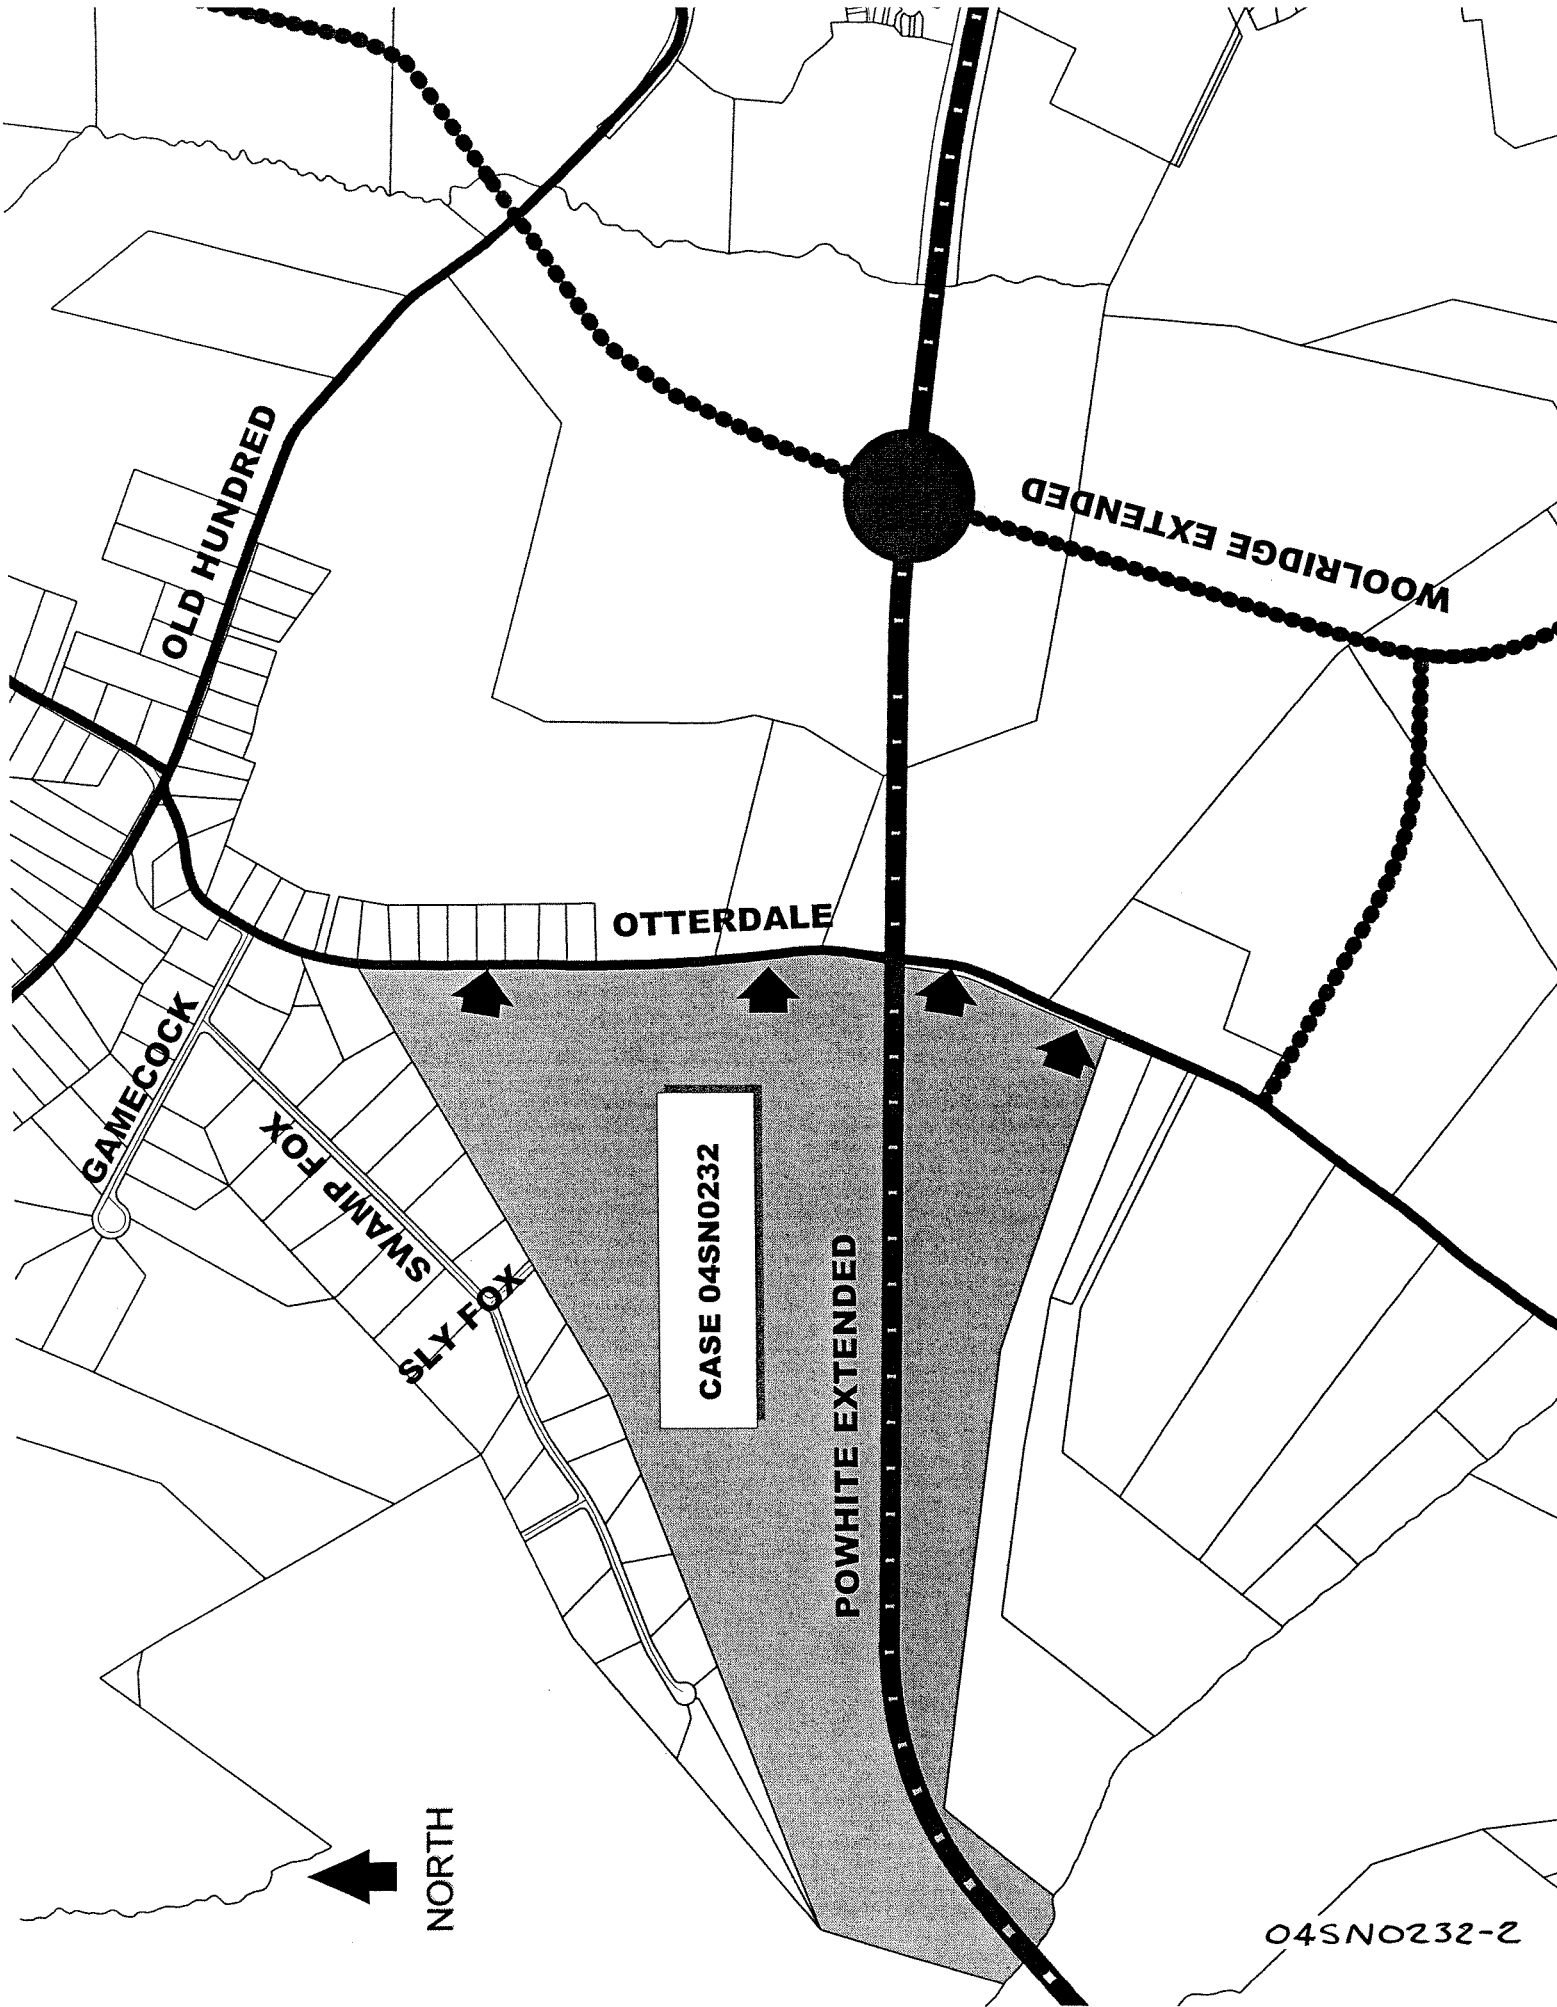 OLD HUNDRED
WOOLRIDGE EXTENDED
OTTERDALE
GAMECOCK
SWAMP FOX
SLY FOX
CASE 04SN0232
POWHITE EXTENDED
NORTH
04SN0232-2